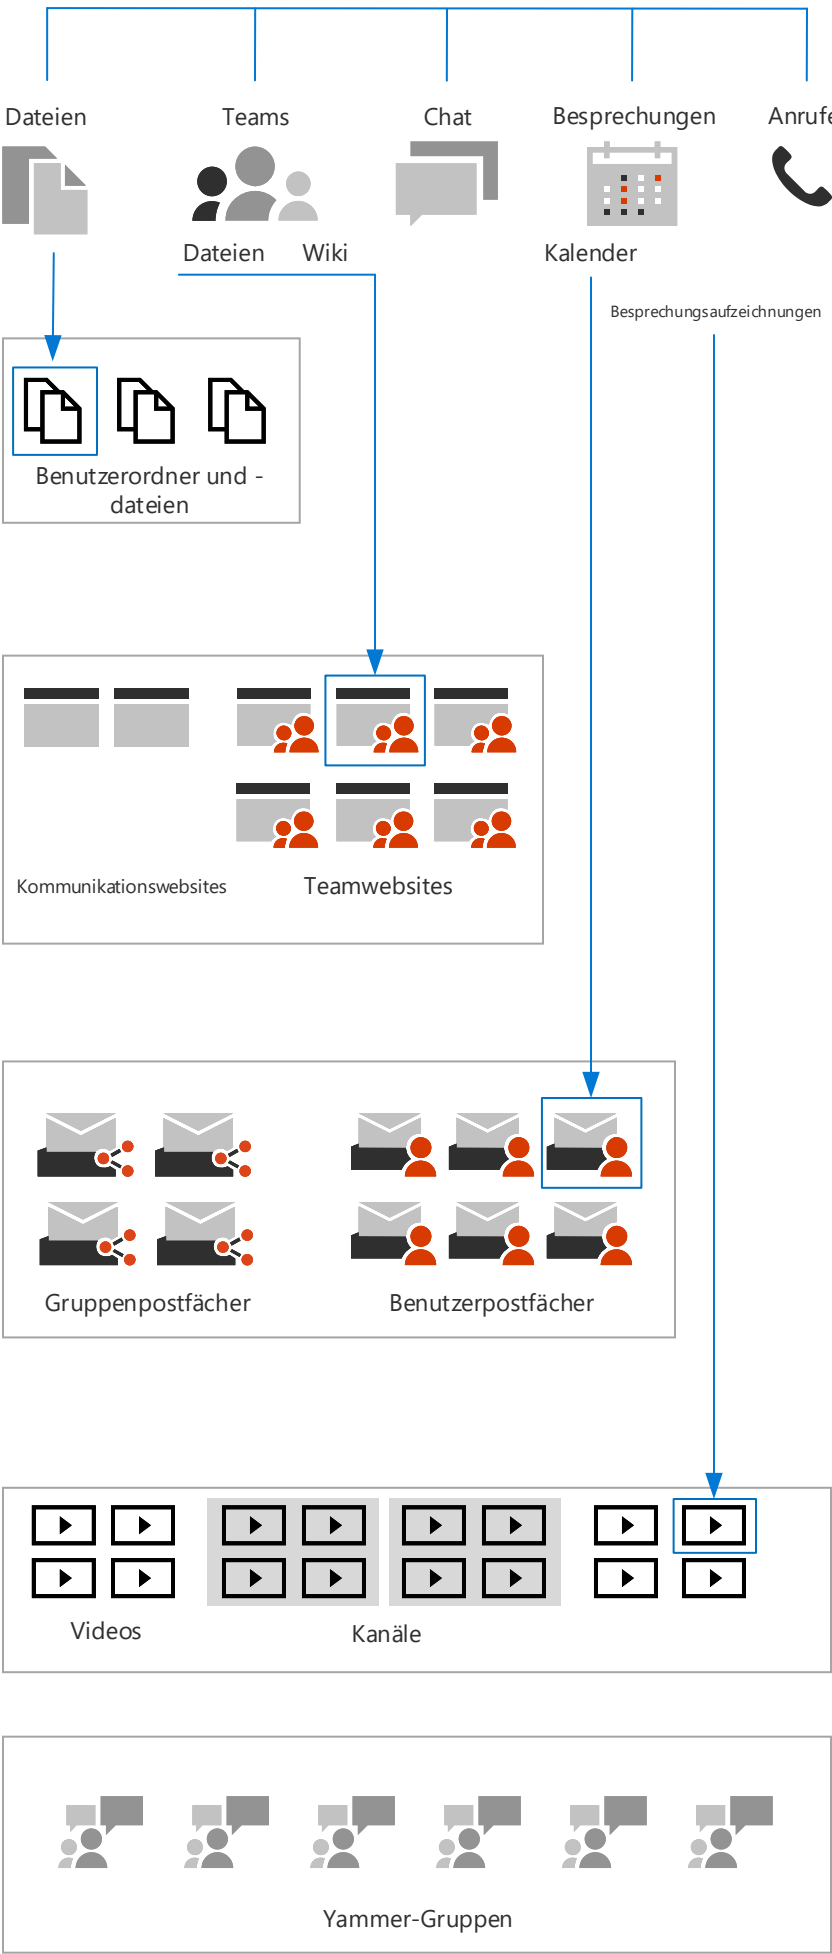 Dateien
Teams
Chat
Besprechungen
Anrufe
Dateien
Wiki
Kalender
Besprechungsaufzeichnungen
Benutzerordner und -
dateien
Kommunikationswebsites
Teamwebsites
Gruppenpostfächer
Benutzerpostfächer
Videos
Kanäle
Yammer-Gruppen